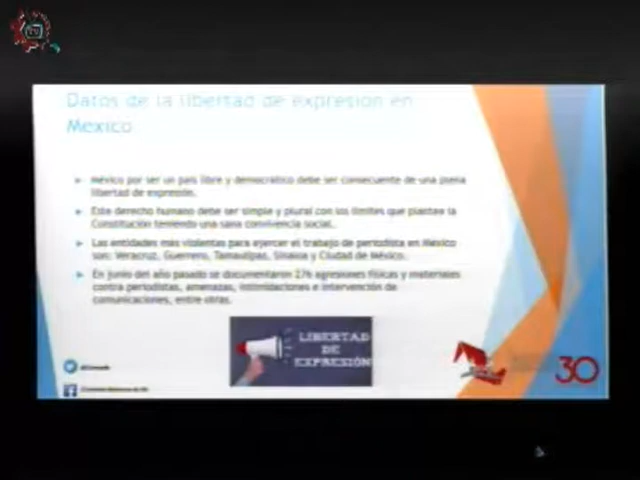 Datos de la libertad de expresión en
México
México por ser un país libre y democrático debe ser consecuente de una plena
libertad de expresión.
Este derecho humano debe ser simple y plural con los límites que plantea la
Constitución teniendo una sana convivencia social.
Las entidades más violentas para ejercer el trabajo de periodista en México
son: Veracruz, Guerrero, Tamaulipas, Sinaloa y Ciudad de México.
En junio del año pasado se documentaron 276 agresiones físicas y materiales
contra periodistas, amenazas, intimidaciones e intervención de
comunicaciones, entre otras.
LIBERTAD
DE
EXPRESIÓN
30